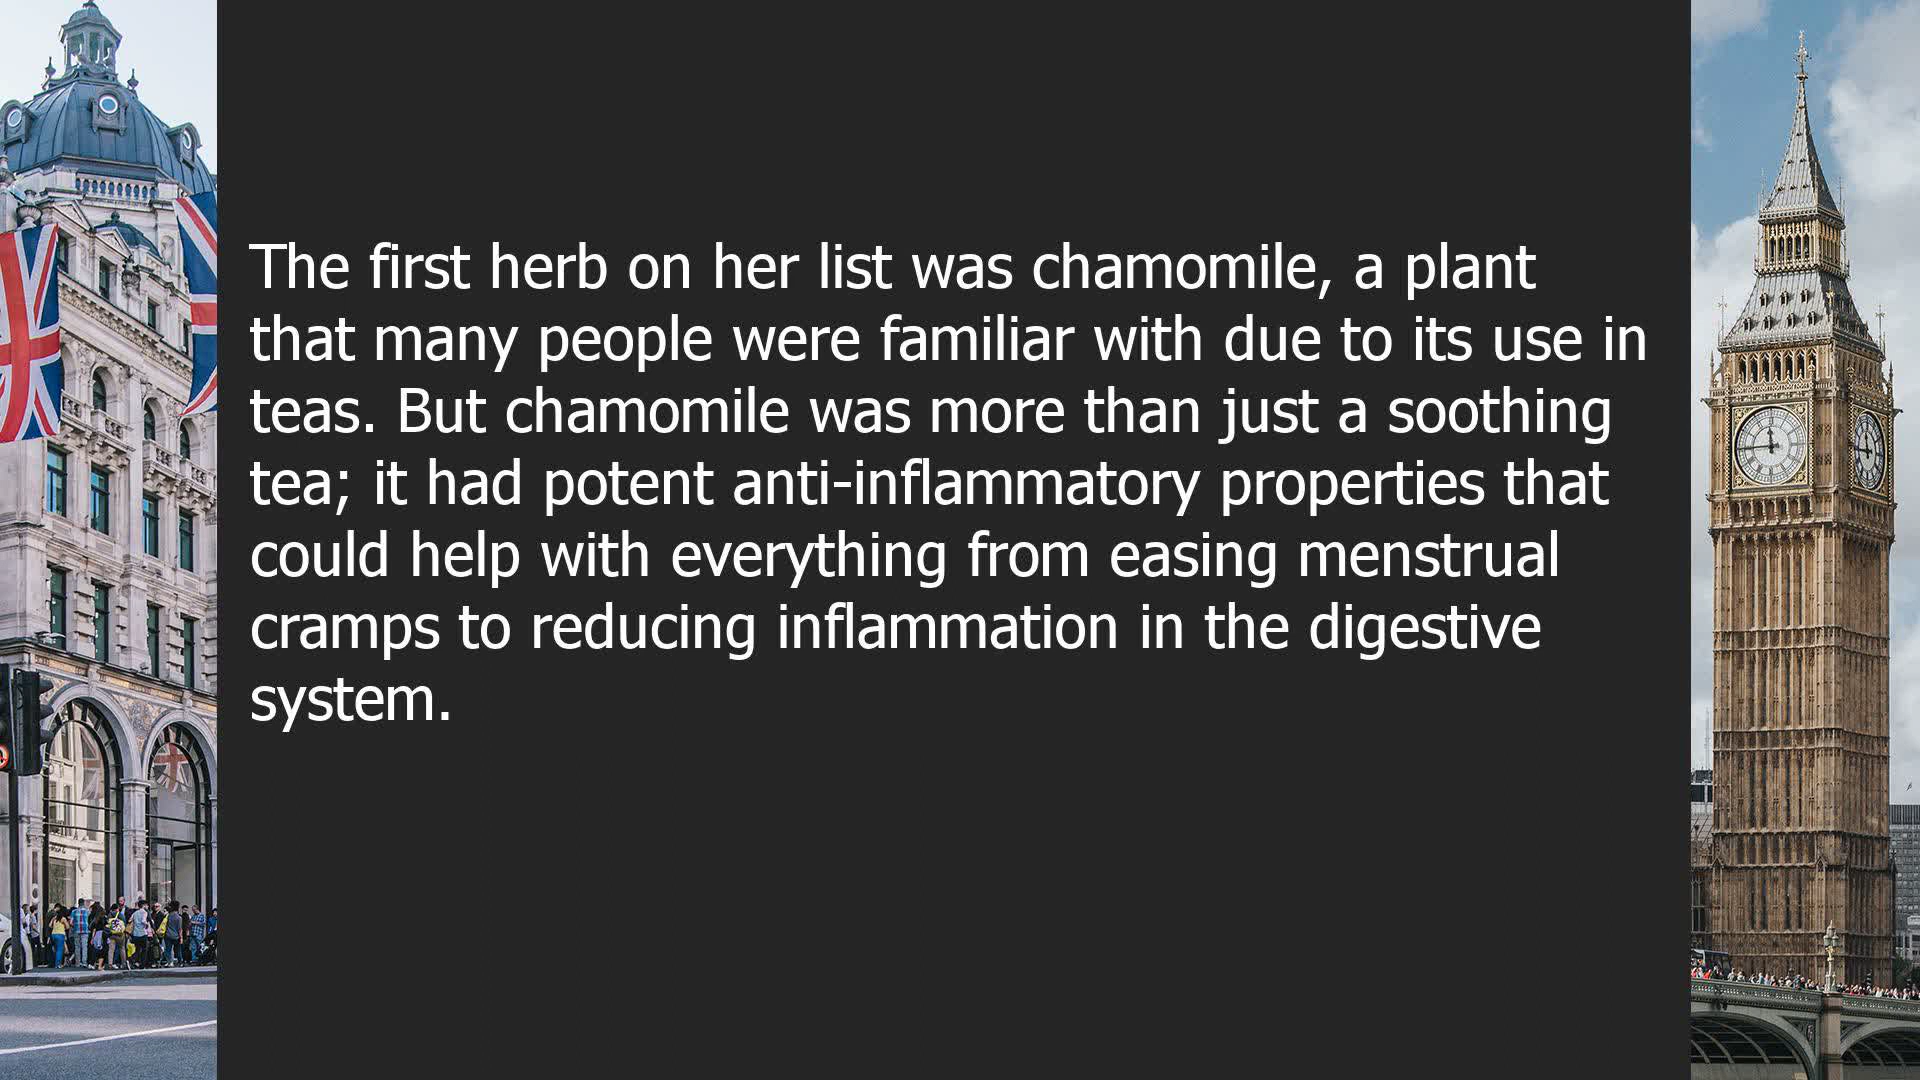 The first herb on her list was chamomile, a plant
that many people were familiar with due to its use in
teas. But chamomile was more than just a soothing
tea; it had potent anti-inflammatory properties that
could help with everything from easing menstrual
cramps to reducing inflammation in the digestive
system.